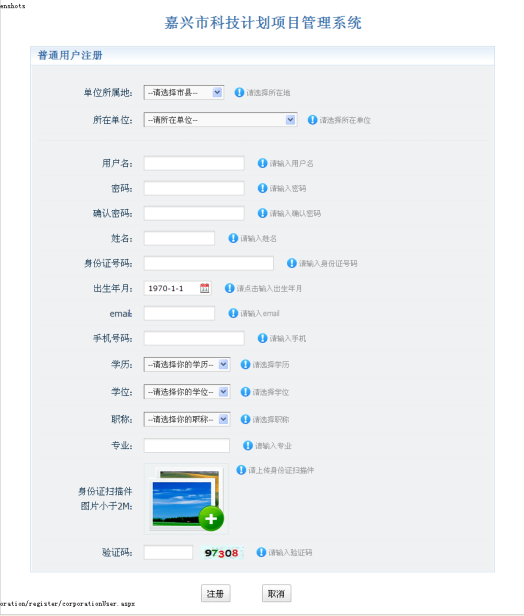 enshotx
嘉兴市科技计划项目管理系统
普通用户注册
单位所属地: --请选择市县-- 请选择所在地
所在单位: --请所在单位-- 请选择所在单位
用户名: 请输入用户名
密码: 请输入密码
确认密码: 请输入确认密码
姓名: 请输入姓名
身份证号码: 请输入身份证号码
出生年月: 1970-1-1 请点击输入出生年月
email: 请输入email
手机号码: 请输入手机
学历: --请选择你的学历-- 请选择学历
学位: --请选择你的学位-- 请选择学位
职称: --请选择你的职称-- 请选择职称
专业: 请输入专业
请上传身份证扫描件
身份证扫描件
图片小于2M:
验证码: 97308 请输入验证码
注册 取消
oration/register/corporationUser.aspx